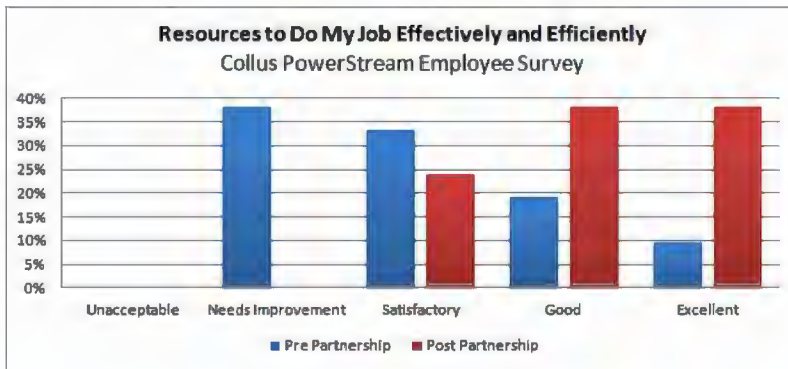 Resources to Do My Job Effectively and Efficiently
Collus PowerStream Employee Survey
40%
35%
30%
25%
20%
15%
10%
5%
0%
Unacceptable Needs Improvement Satisfactory Good Excellent
Pre Partnership Post Partnership